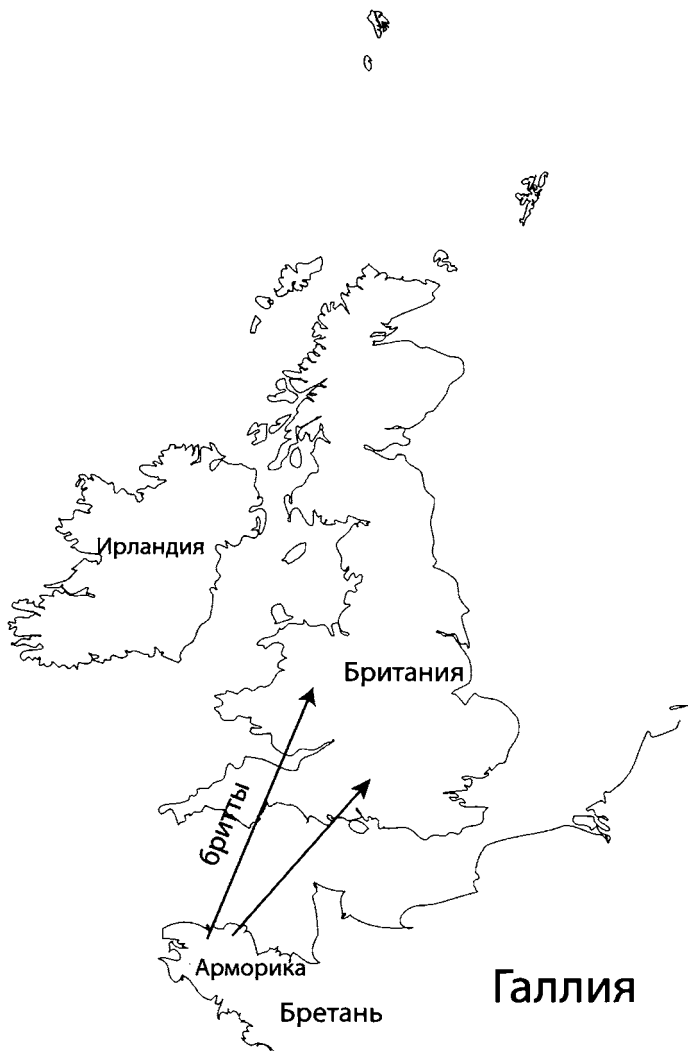 Ирландия
Британия
бритты
Арморика
Бретань
Галлия